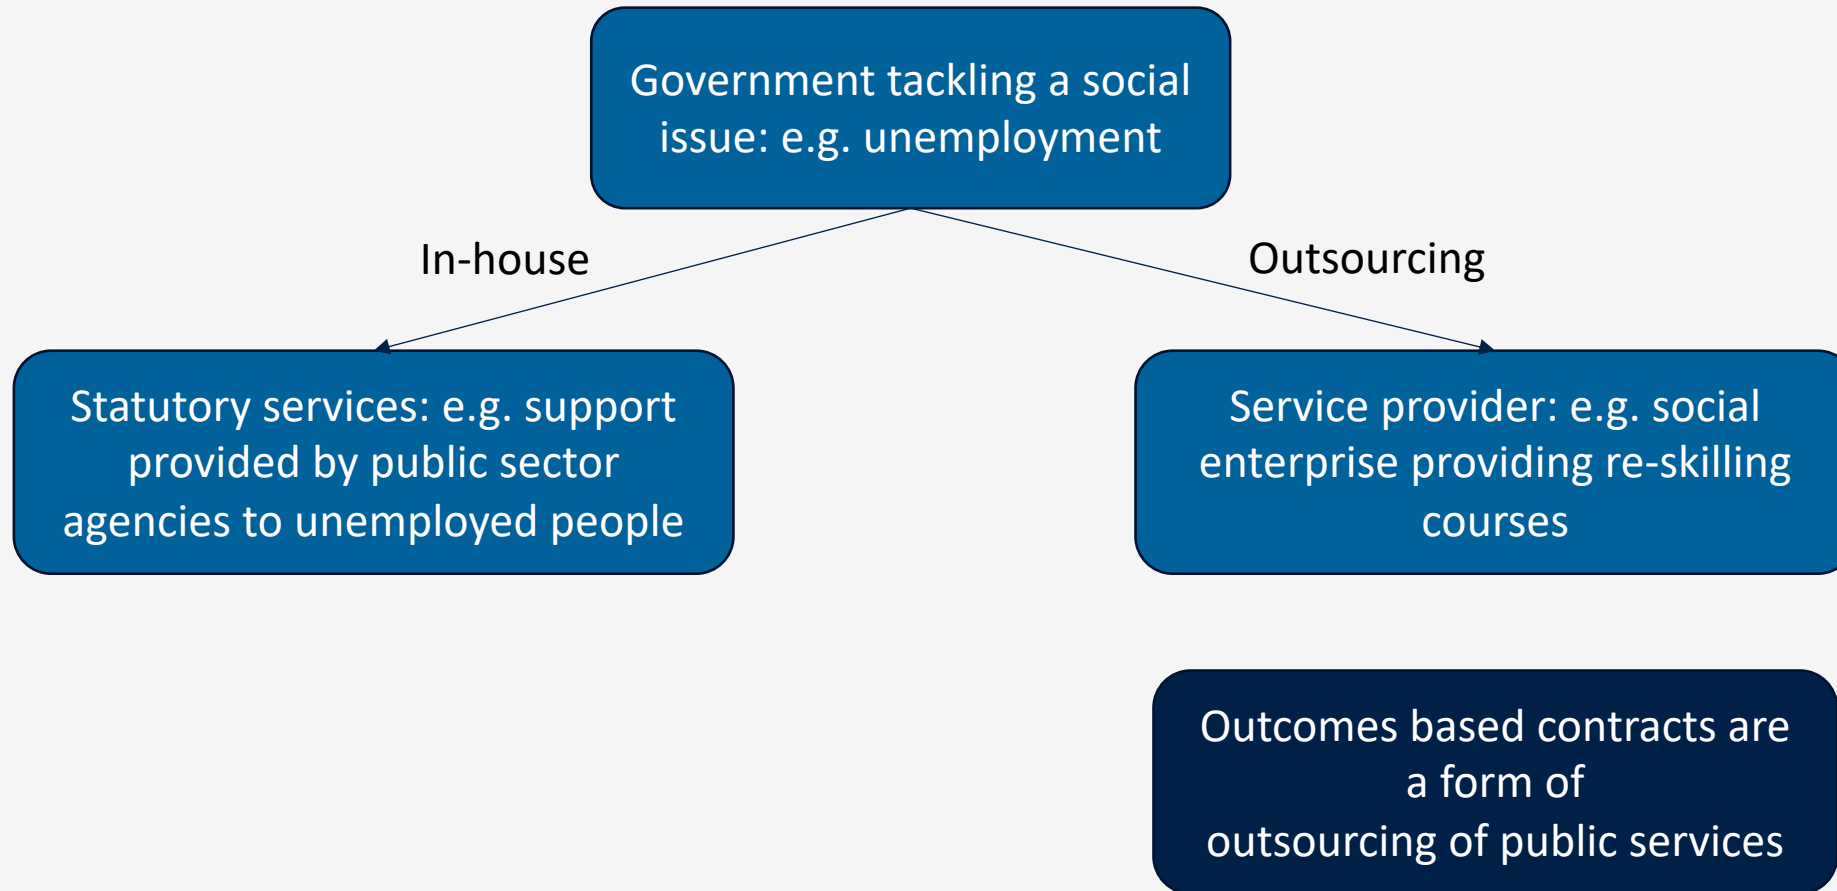 Government tackling a social
issue: e.g. unemployment
In-house
Outsourcing
Statutory services: e.g. support
provided by public sector
agencies to unemployed people
Service provider: e.g. social
enterprise providing re-skilling
courses
Outcomes based contracts are
a form of
outsourcing of public services